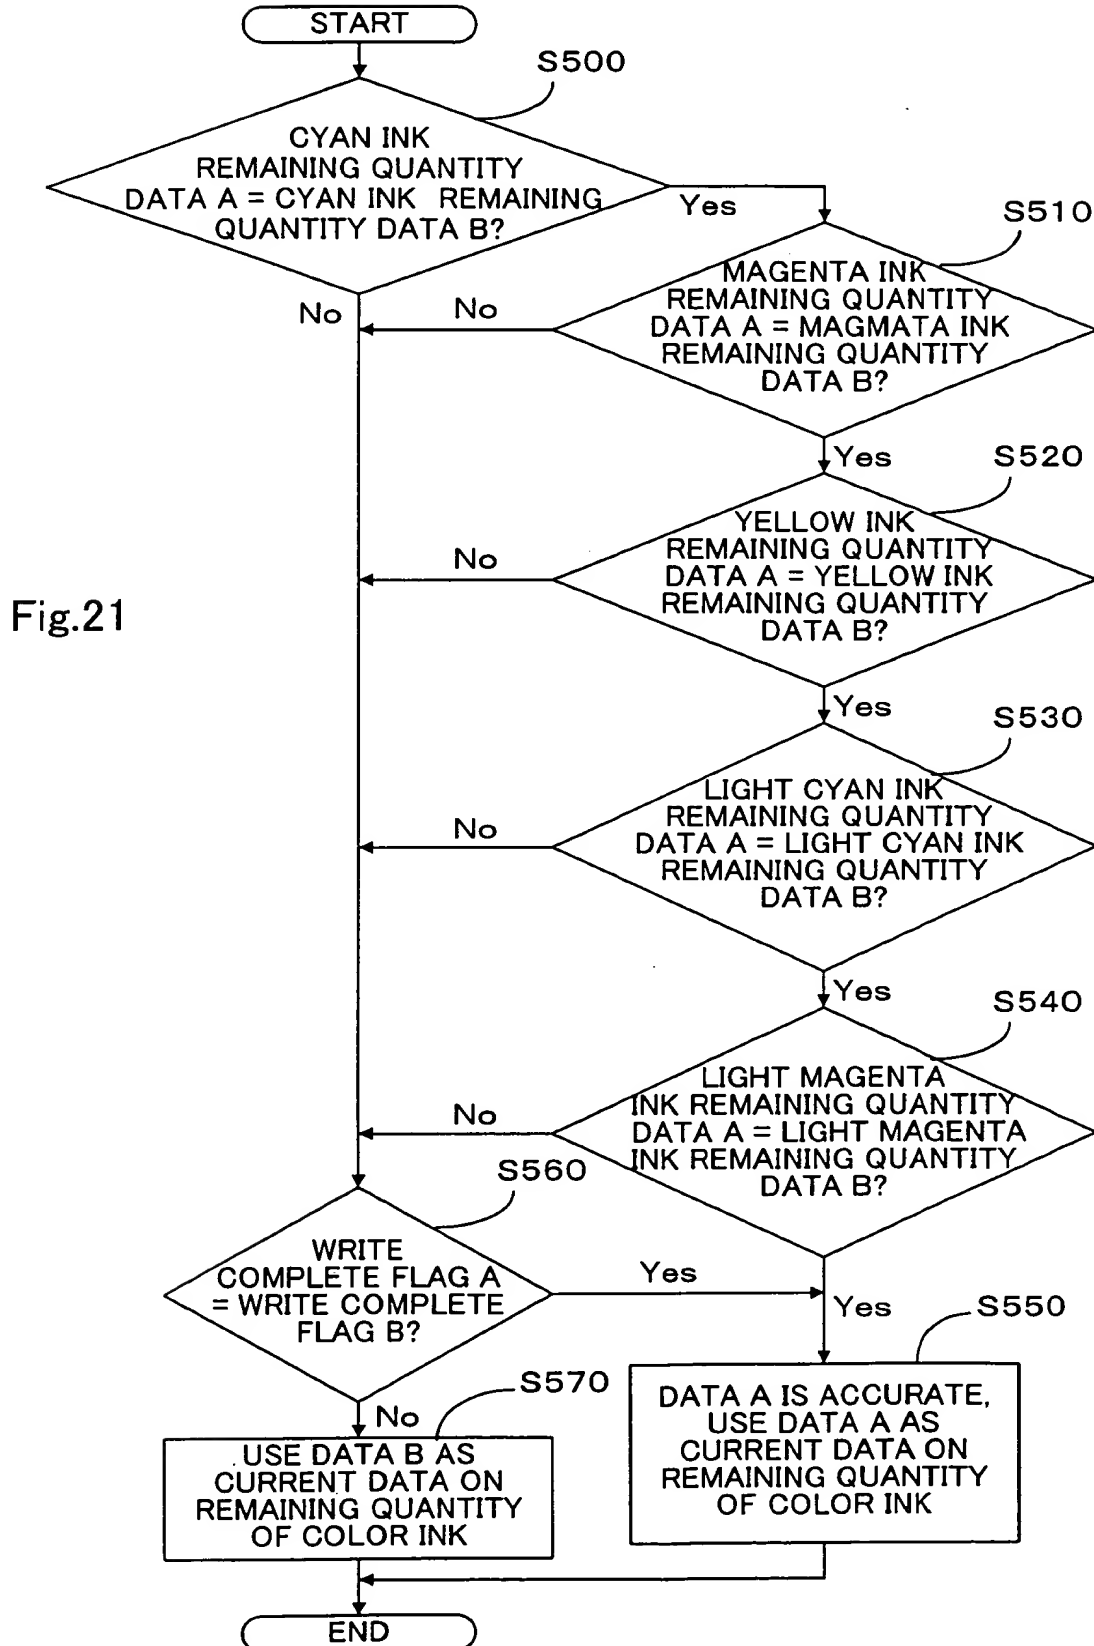 START
S500
CYAN INK
REMAINING QUANTITY
DATA A = CYAN INK REMAINING
QUANTITY DATA B?
Yes
No
S510
MAGENTA INK
REMAINING QUANTITY
DATA A = MAGMATA INK
REMAINING QUANTITY
DATA B?
No
Yes
S520
YELLOW INK
REMAINING QUANTITY
DATA A = YELLOW INK
REMAINING QUANTITY
DATA B?
No
Fig.21
Yes
S530
LIGHT CYAN INK
REMAINING QUANTITY
DATA A = LIGHT CYAN INK
REMAINING QUANTITY
DATA B?
No
Yes
S540
LIGHT MAGENTA
INK REMAINING QUANTITY
DATA A = LIGHT MAGENTA
INK REMAINING QUANTITY
DATA B?
No
S560
WRITE
COMPLETE FLAG A
= WRITE COMPLETE
FLAG B?
Yes
Yes
S550
DATA A IS ACCURATE,
USE DATA A AS
CURRENT DATA ON
REMAINING QUANTITY
OF COLOR INK
No
S570
USE DATA B AS
CURRENT DATA ON
REMAINING QUANTITY
OF COLOR INK
END